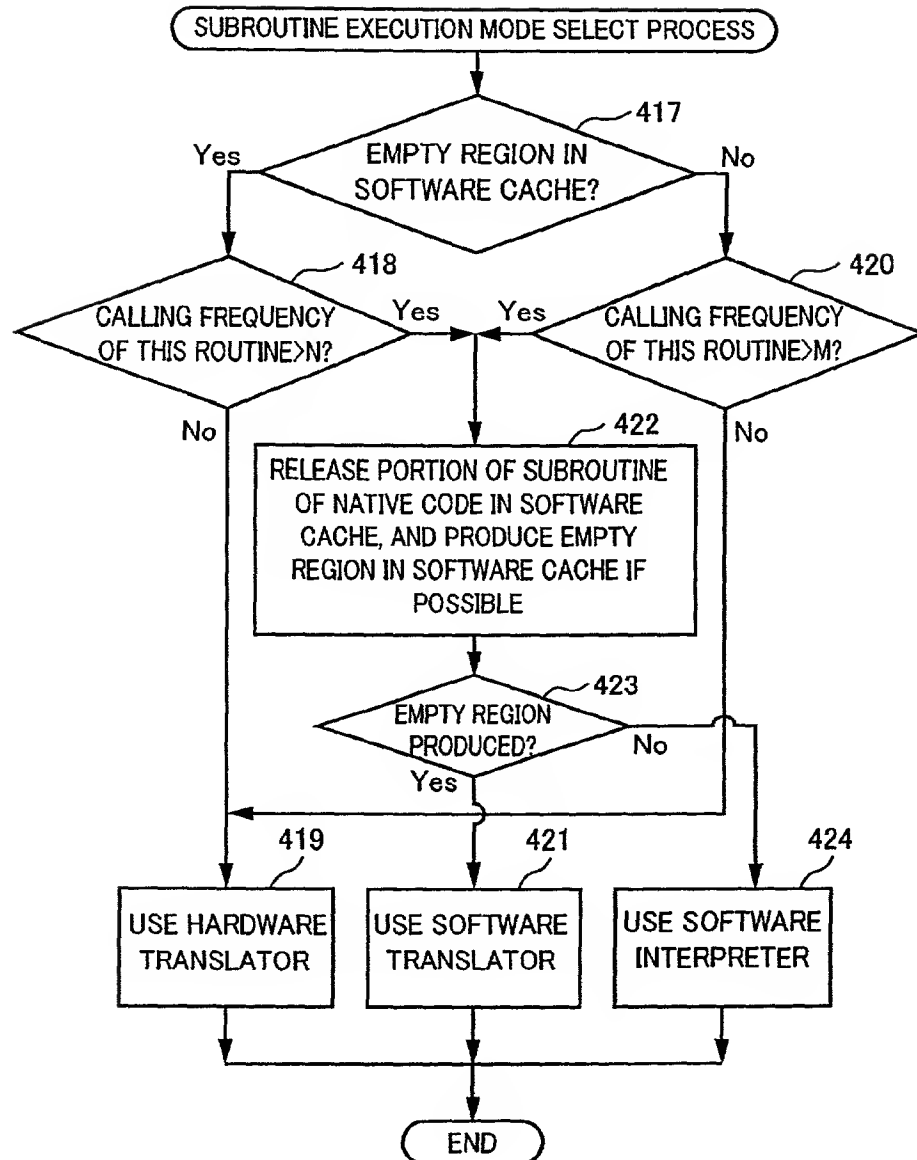 SUBROUTINE EXECUTION MODE SELECT PROCESS
417
Yes
EMPTY REGION IN
SOFTWARE CACHE?
No
418
420
CALLING FREQUENCY
OF THIS ROUTINE>N?
Yes
Yes
CALLING FREQUENCY
OF THIS ROUTINE>M?
No
No
422
RELEASE PORTION OF SUBROUTINE
OF NATIVE CODE IN SOFTWARE
CACHE, AND PRODUCE EMPTY
REGION IN SOFTWARE CACHE IF
POSSIBLE
423
EMPTY REGION
PRODUCED?
No
Yes
419
421
424
USE HARDWARE
TRANSLATOR
USE SOFTWARE
TRANSLATOR
USE SOFTWARE
INTERPRETER
END